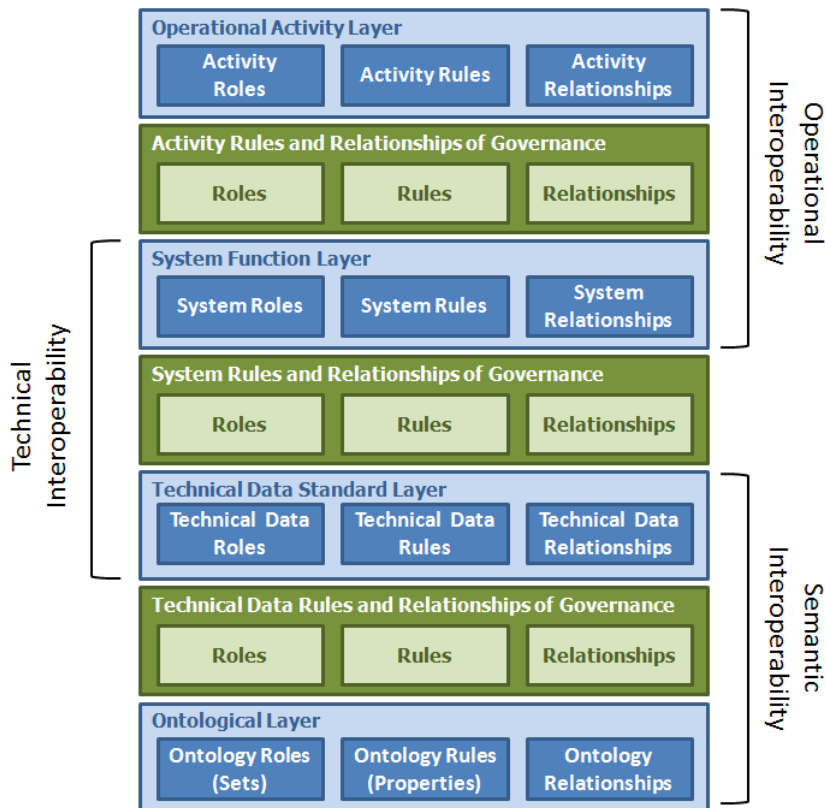 Operational Activity Layer
Activity
Roles
Activity Rules
Activity
Relationships
Activity Rules and Relationships of Governance
Roles
Rules
Relationships
Operational
Interoperability
System Function Layer
System Roles
System Rules
System
Relationships
System Rules and Relationships of Governance
Roles
Rules
Relationships
Technical
Interoperability
Technical Data Standard Layer
Technical Data
Roles
Technical Data
Rules
Technical Data
Relationships
Technical Data Rules and Relationships of Governance
Roles
Rules
Relationships
Semantic
Interoperability
Ontological Layer
Ontology Roles
(Sets)
Ontology Rules
(Properties)
Ontology
Relationships